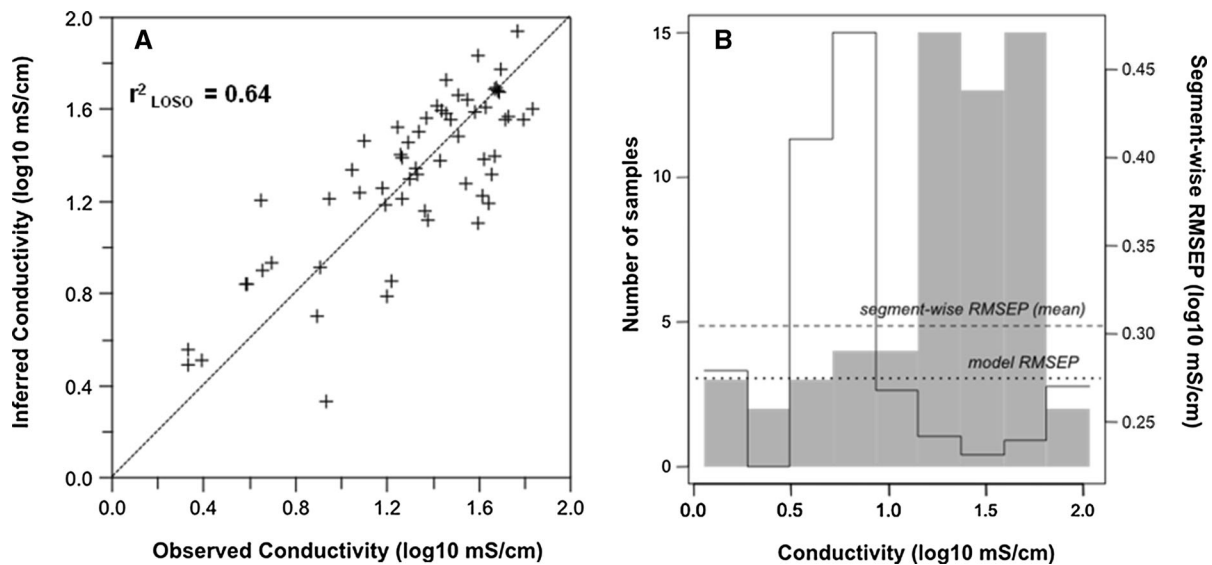 A
r² LOSO = 0.64
Inferred Conductivity (log10 mS/cm)
2.0
1.6
1.2
0.8
0.4
0.0
0.0 0.4 0.8 1.2 1.6 2.0
Observed Conductivity (log10 mS/cm)
B
Number of samples
15
10
5
0
segment-wise RMSEP (mean)
model RMSEP
0.45
0.40
0.35
0.30
0.25
Segment-wise RMSEP (log10 mS/cm)
0.0 0.5 1.0 1.5 2.0
Conductivity (log10 mS/cm)